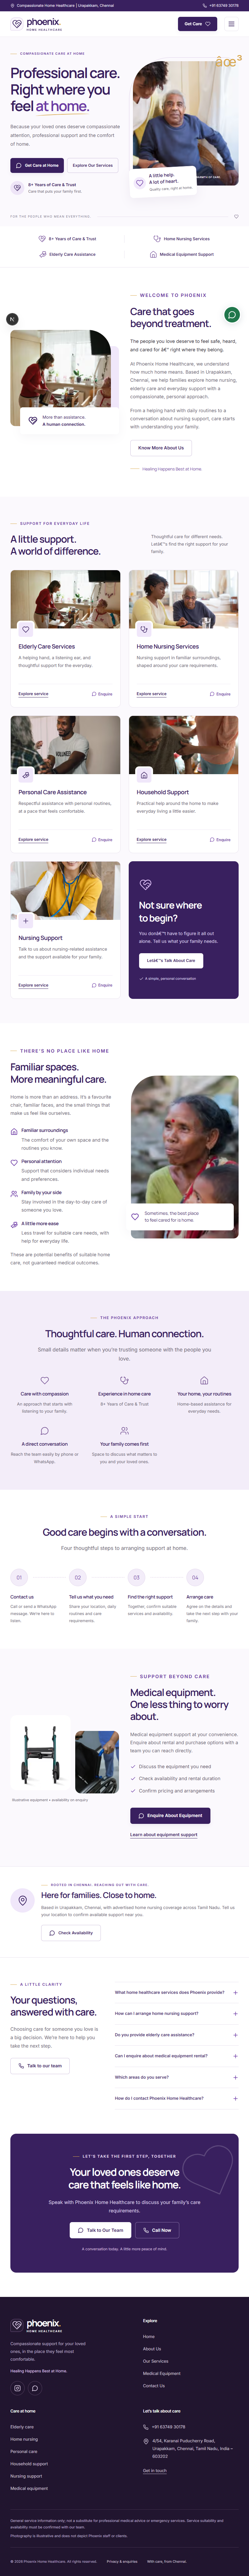 Compassionate Home Healthcare | Urapakkam, Chennai
+91 63749 30178
phoenix.
HOME HEALTHCARE
Get Care
COMPASSIONATE CARE AT HOME
Professional care.
Right where you
feel at home.
Because your loved ones deserve compassionate
support, personal attention, and the comfort
of home.
Get Care at Home
Explore Our Services
8+ Years of Care & Trust
Care that puts your family first.
âœ³
A little help.
A lot of heart.
Quality care, right at home.
FOR THE PEOPLE WHO MEAN EVERYTHING
8+ Years of Care & Trust
Home Nursing Services
Elderly Care Assistance
Medical Equipment Support
N
More than assistance.
A human connection.
WELCOME TO PHOENIX
Care that goes
beyond treatment.
The people you love deserve to feel safe, heard,
and cared for â€” right where they belong.
At Phoenix Home Healthcare, we understand
how much home means. Based in Urapakkam,
Chennai, we help families explore home nursing,
elderly care and everyday support with a
compassionate, personal approach.
From a helping hand with daily routines to a
conversation about nursing support, care starts
with understanding your family.
Know More About Us
Healing Happens Best at Home.
SUPPORT FOR EVERYDAY LIFE
A little support.
A world of difference.
Thoughtful care for different needs.
Letâ€™s find the right support for your
family.
Elderly Care Services
A helping hand, a listening ear, and
thoughtful support for the everyday.
Explore service
Enquire
Home Nursing Services
Nursing support in familiar surroundings,
shaped around your care requirements.
Explore service
Enquire
Personal Care Assistance
Respectful assistance with personal routines,
at a pace that feels comfortable.
Explore service
Enquire
Household Support
Practical help around the home to make
everyday living a little easier.
Explore service
Enquire
Nursing Support
Talk to us about nursing-related assistance
and the support available for your family.
Explore service
Enquire
Not sure where
to begin?
You donâ€™t have to figure it all out
alone. Tell us what your family needs.
Letâ€™s Talk About Care
A simple, personal conversation
THERE'S NO PLACE LIKE HOME
Familiar spaces.
More meaningful care.
Home is more than an address. It's a favourite
chair, familiar faces, and the small things that
make us feel like ourselves.
Familiar surroundings
The comfort of your own space and the
routines you know.
Personal attention
Support that considers individual needs
and preferences.
Family by your side
Stay involved in the day-to-day care of
someone you love.
A little more ease
Less travel for suitable care needs, with
help for everyday life.
These are potential benefits of suitable home
care, not guaranteed medical outcomes.
Sometimes, the best place
to feel cared for is home.
THE PHOENIX APPROACH
Thoughtful care. Human connection.
Small details matter when you're trusting someone with the people you
love.
Care with compassion
An approach that starts with
listening to your family.
Experience in home care
8+ Years of Care & Trust
Your home, your routines
Home-based assistance for
everyday needs.
A direct conversation
Reach the team easily by phone or
WhatsApp.
Your family comes first
Space to discuss what matters to
you and your loved ones.
A SIMPLE START
Good care begins with a conversation.
Four thoughtful steps to arranging support at home.
01
Contact us
Call or send a WhatsApp
message. We're here to
listen.
02
Tell us what you need
Share your location, daily
routines and care
requirements.
03
Find the right support
Together, confirm suitable
services and availability.
04
Arrange care
Agree on the details and
take the next step with your
family.
Illustrative equipment • availability on enquiry
SUPPORT BEYOND CARE
Medical equipment.
One less thing to worry
about.
Medical equipment support at your convenience.
Enquire about rental and purchase options with a
team you can reach directly.
Discuss the equipment you need
Check availability and rental duration
Confirm pricing and arrangements
Enquire About Equipment
Learn about equipment support
ROOTED IN CHENNAI. REACHING OUT WITH CARE.
Here for families. Close to home.
Based in Urapakkam, Chennai, with advertised home nursing coverage across Tamil Nadu. Tell us
your location to confirm available support near you.
Check Availability
A LITTLE CLARITY
Your questions,
answered with care.
Choosing care for someone you love is
a big decision. We're here to help you
take the next step.
Talk to our team
What home healthcare services does Phoenix provide?
How can I arrange home nursing support?
Do you provide elderly care assistance?
Can I enquire about medical equipment rental?
Which areas do you serve?
How do I contact Phoenix Home Healthcare?
LET'S TAKE THE FIRST STEP, TOGETHER
Your loved ones deserve
care that feels like home.
Speak with Phoenix Home Healthcare to discuss your family's care
requirements.
Talk to Our Team
Call Now
A conversation today. A little more peace of mind.
phoenix.
HOME HEALTHCARE
Compassionate support for your loved
ones, in the place they feel most
comfortable.
Healing Happens Best at Home.
Explore
Home
About Us
Our Services
Medical Equipment
Contact Us
Care at home
Elderly care
Home nursing
Personal care
Household support
Nursing support
Medical equipment
Let's talk about care
+91 63749 30178
4/54, Karanai Puducherry Road,
Urapakkam, Chennai, Tamil Nadu, India –
603202
Get in touch
General service information only; not a substitute for professional medical advice or emergency services. Service suitability and
availability must be confirmed with our team.
Photography is illustrative and does not depict Phoenix staff or clients.
© 2026 Phoenix Home Healthcare. All rights reserved.
Privacy & enquiries
With care, from Chennai.